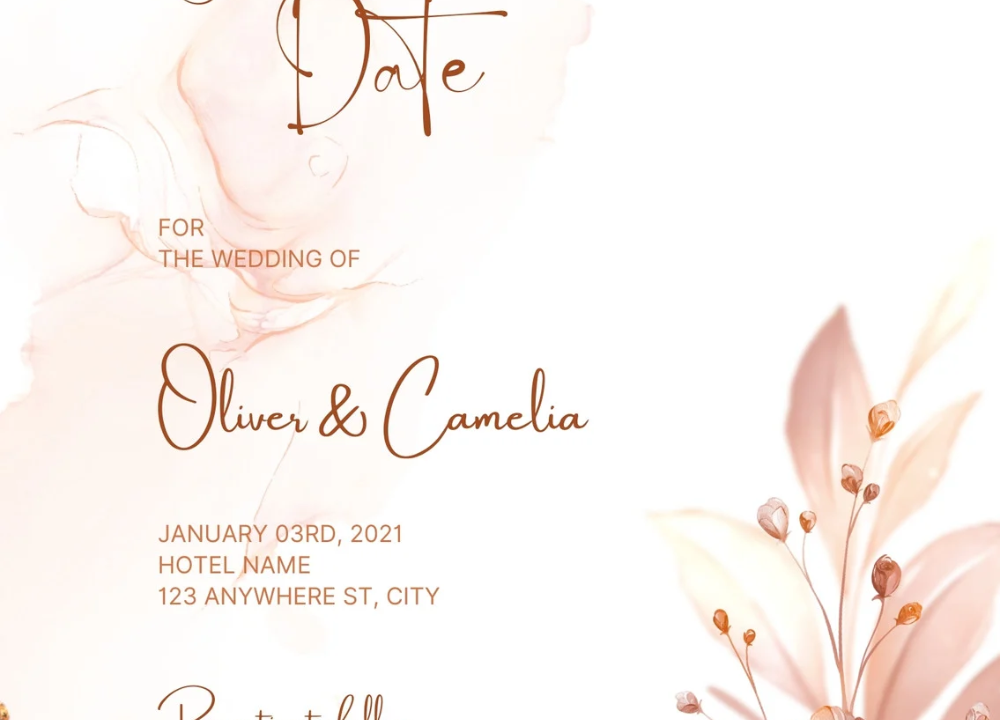 Date
FOR
THE WEDDING OF
Oliver & Camelia
JANUARY 03RD, 2021
HOTEL NAME
123 ANYWHERE ST, CITY